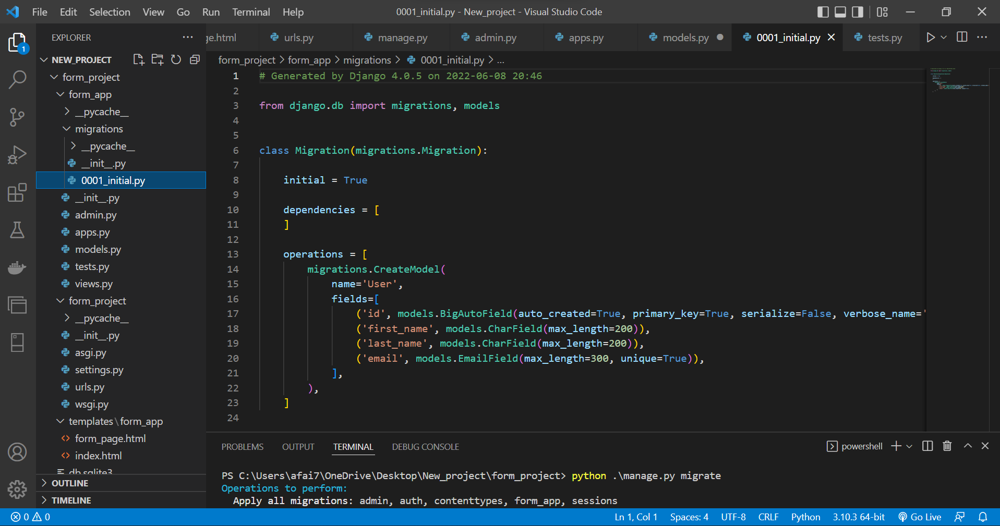 File Edit Selection View Go Run Terminal Help 0001_initial.py - New_project - Visual Studio Code
EXPLORER ge.html urls.py manage.py admin.py apps.py models.py 0001_initial.py tests.py
1
NEW_PROJECT
form_project > form_app > migrations > 0001_initial.py > ...
form_project
form_app
__pycache__
migrations
__pycache__
__init__.py
0001_initial.py
__init__.py
admin.py
apps.py
models.py
tests.py
views.py
form_project
__pycache__
__init__.py
asgi.py
settings.py
urls.py
wsgi.py
templates\form_app
form_page.html
index.html
db.sqlite3
OUTLINE
TIMELINE
1 # Generated by Django 4.0.5 on 2022-06-08 20:46
2
3 from django.db import migrations, models
4
5
6 class Migration(migrations.Migration):
7
8 initial = True
9
10 dependencies = [
11 ]
12
13 operations = [
14 migrations.CreateModel(
15 name='User',
16 fields=[
17 ('id', models.BigAutoField(auto_created=True, primary_key=True, serialize=False, verbose_name='
18 ('first_name', models.CharField(max_length=200)),
19 ('last_name', models.CharField(max_length=200)),
20 ('email', models.EmailField(max_length=300, unique=True)),
21 ],
22 ),
23 ]
24
PROBLEMS OUTPUT TERMINAL DEBUG CONSOLE powershell
PS C:\Users\afai7\OneDrive\Desktop\New_project\form_project> python .\manage.py migrate
Operations to perform:
Apply all migrations: admin, auth, contenttypes, form_app, sessions
0 0 Ln 1, Col 1 Spaces: 4 UTF-8 CRLF Python 3.10.3 64-bit Go Live